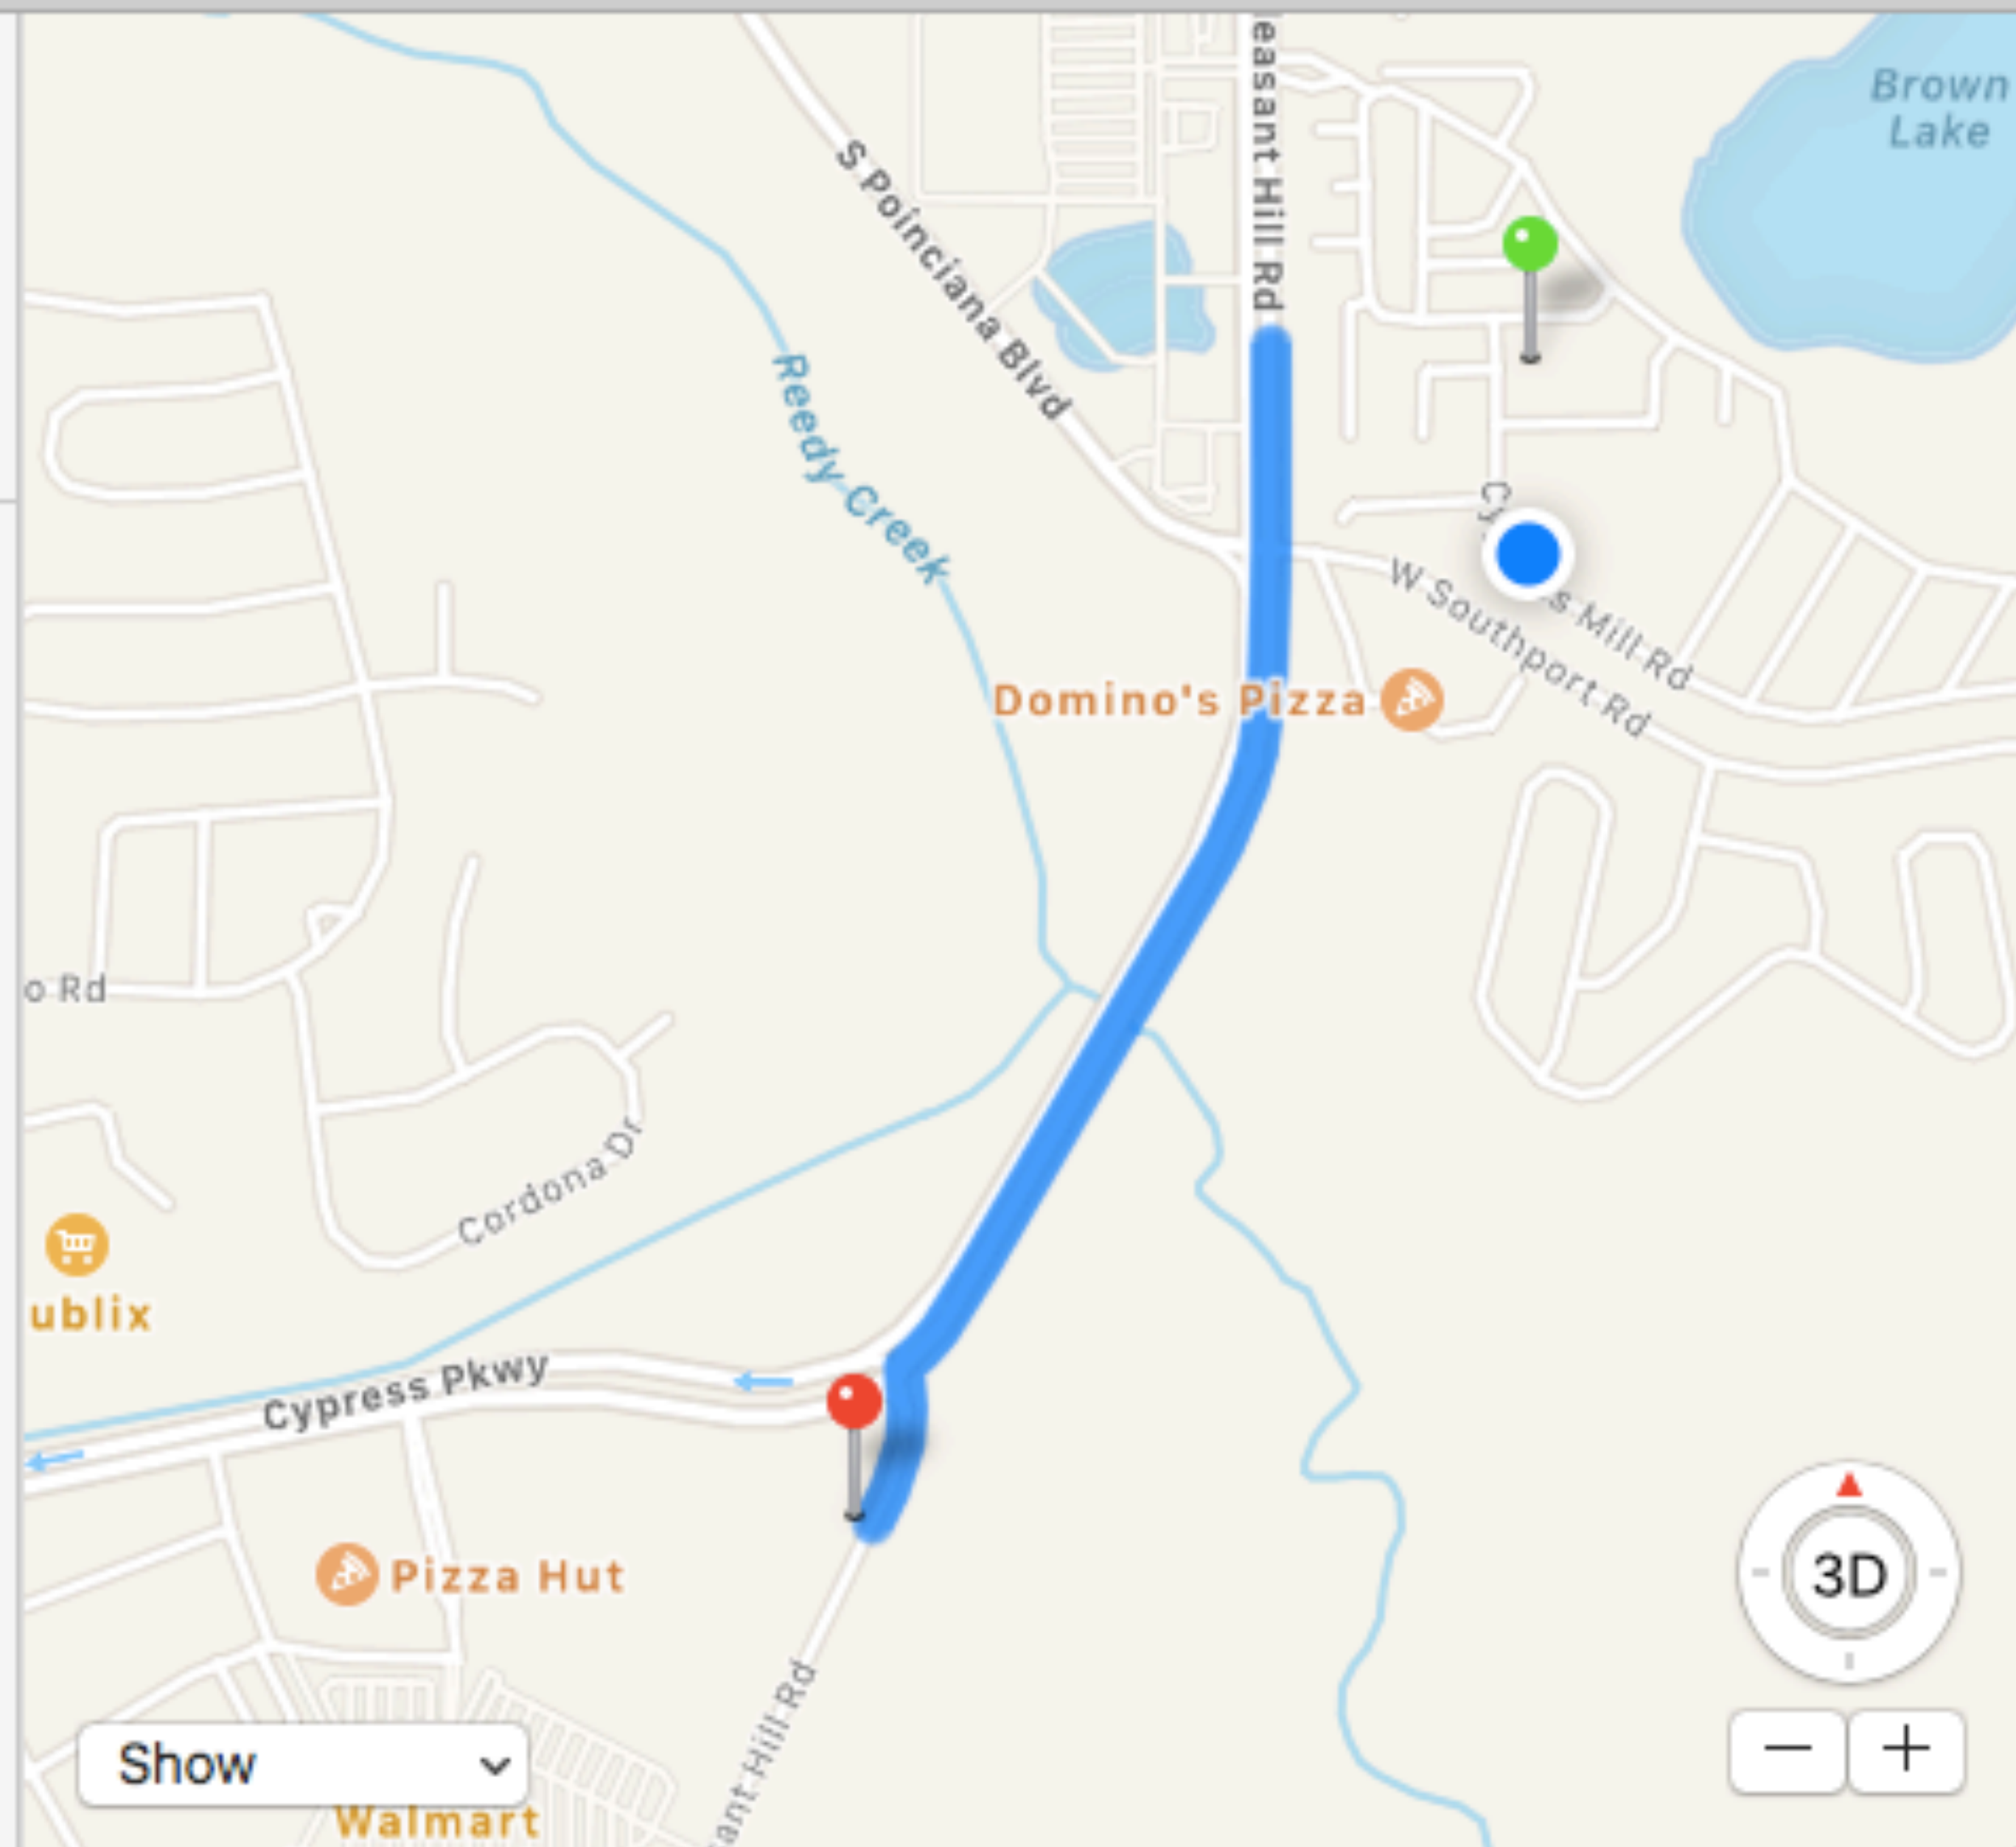 Brown
Lake
easant Hill Rd
S Poinciana Blvd
Reedy Creek
W Southport Rd
s Mill Rd
Domino's Pizza
o Rd
Cordona Dr
ublix
Cypress Pkwy
Pizza Hut
3D
ant Hill Rd
Show
Walmart